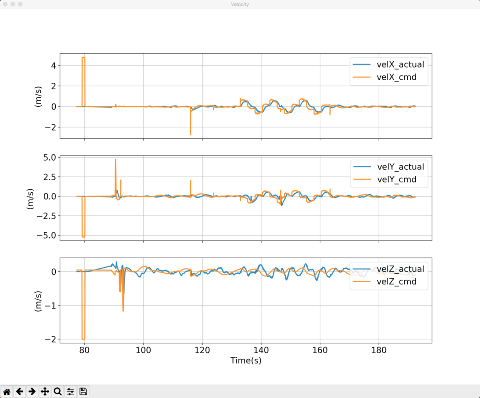 Velocity
4
2
0
−2
(m/s)
velX_actual
velX_cmd
5.0
2.5
0.0
−2.5
−5.0
(m/s)
velY_actual
velY_cmd
0
−1
−2
(m/s)
velZ_actual
velZ_cmd
80 100 120 140 160 180
Time(s)